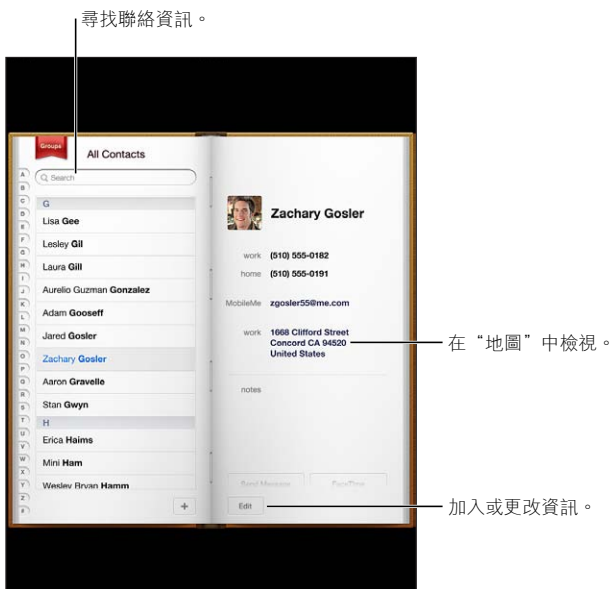 尋找聯絡資訊。
Groups
All Contacts
Search
A
B
C
D
E
F
G
H
I
J
K
L
M
N
O
P
Q
R
S
T
U
V
W
X
Y
Z
#
G
Lisa Gee
Lesley Gil
Laura Gill
Aurelio Guzman Gonzalez
Adam Gooseff
Jared Gosler
Zachary Gosler
Aaron Gravelle
Stan Gwyn
H
Erica Haims
Mini Ham
Wesley Bryan Hamm
+
Zachary Gosler
work (510) 555-0182
home (510) 555-0191
MobileMe zgosler55@me.com
work 1668 Clifford Street
Concord CA 94520
United States
notes
Send Message FaceTime
Edit
在“地圖”中檢視。
加入或更改資訊。